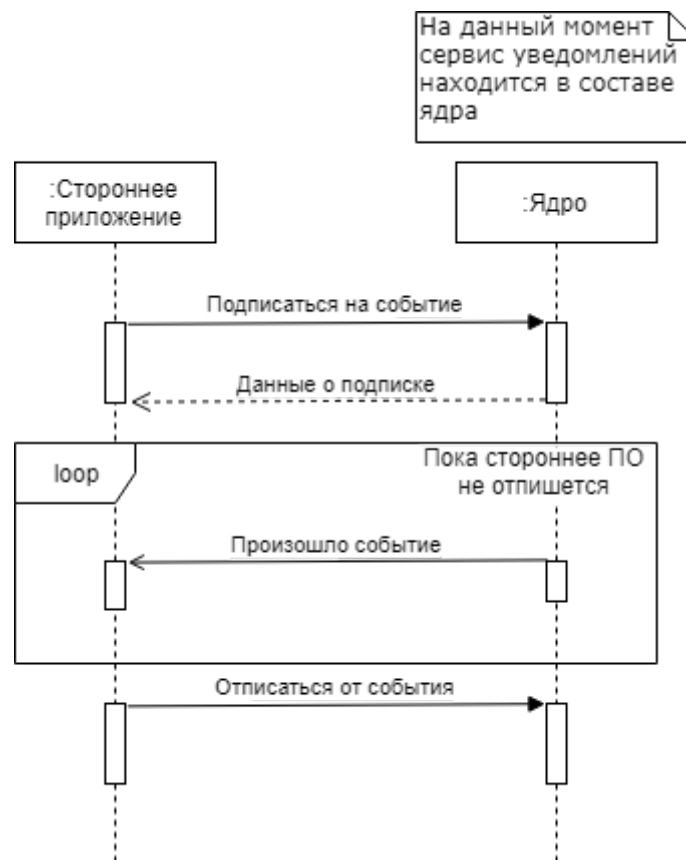 На данный момент
сервис уведомлений
находится в составе
ядра
:Стороннее
приложение
:Ядро
Подписаться на событие
Данные о подписке
loop
Пока стороннее ПО
не отпишется
Произошло событие
Отписаться от события